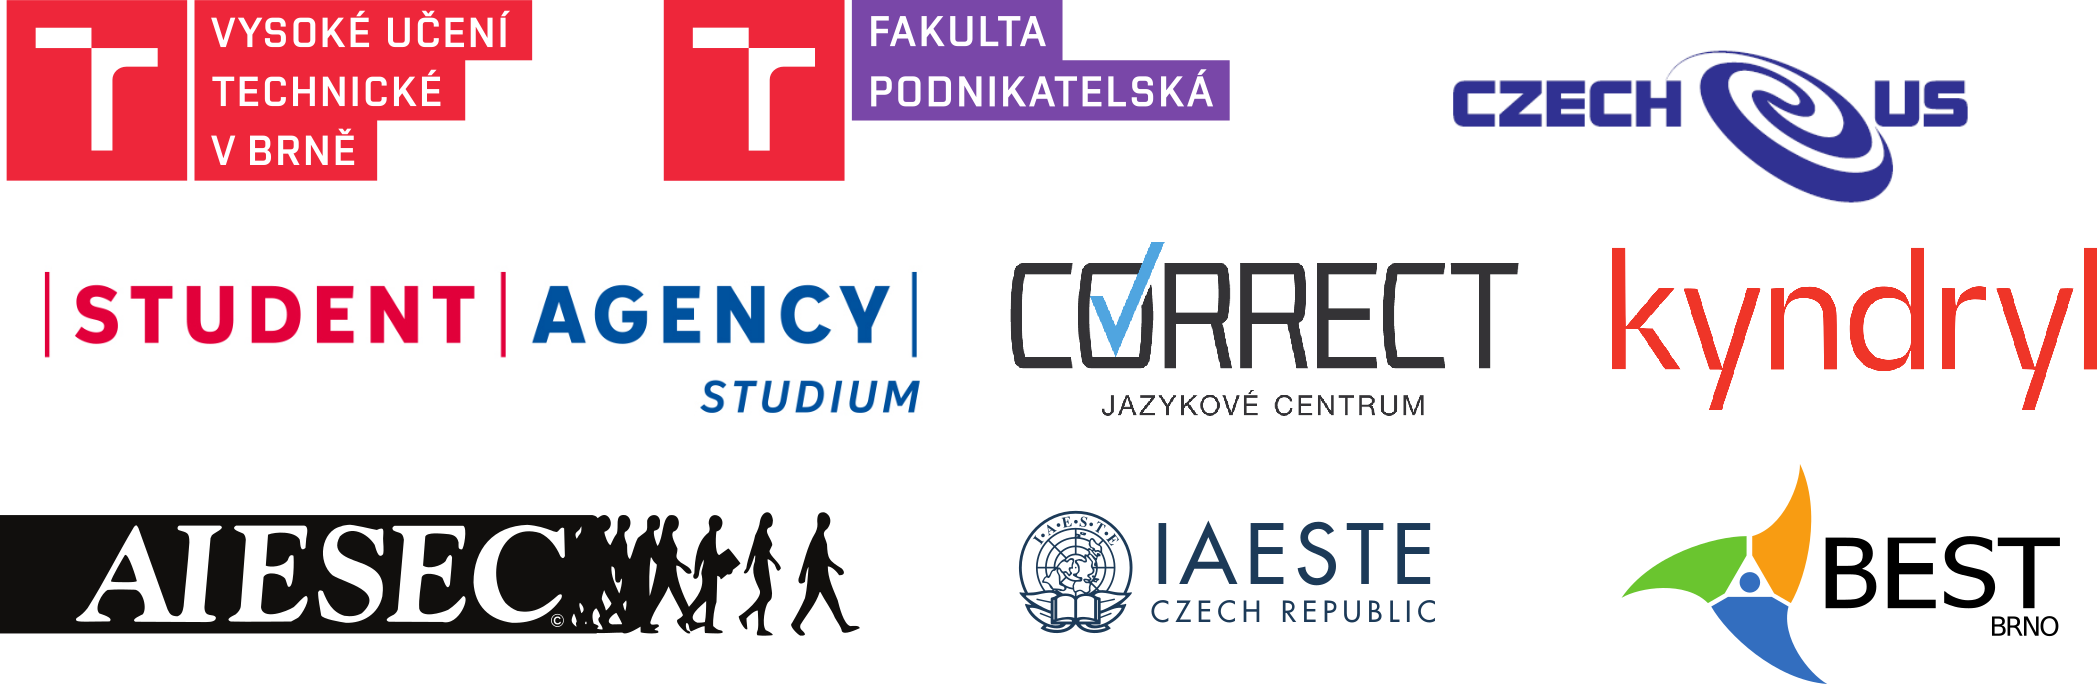 VYSOKÉ UČENÍ
TECHNICKÉ
V BRNĚ
FAKULTA
PODNIKATELSKÁ
CZECH US
STUDENT AGENCY
STUDIUM
CORRECT
JAZYKOVÉ CENTRUM
kyndryl
AIESEC
©
I·A·E·S·T·E
IAESTE
CZECH REPUBLIC
BEST
BRNO